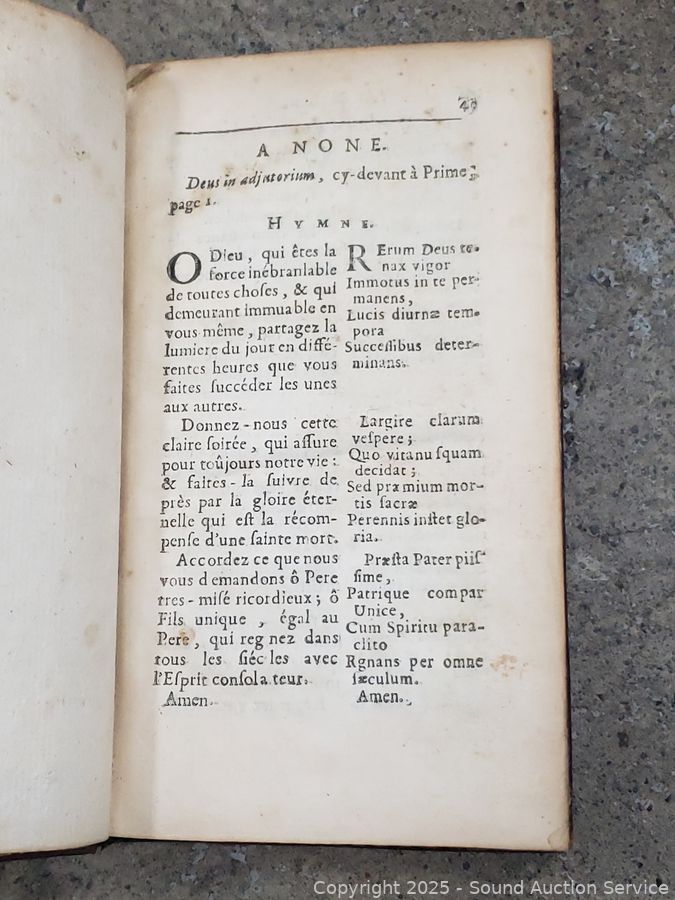 A NONE.
Deus in adjutorium, cy-devant à Prime;
page 1.
HYMNE.
O Dieu, qui êtes la
force inébranlable
de toutes choſes, & qui
demeurant immuable en
vous-même, partagez la
lumiere du jour en diffé-
rentes heures que vous
faites ſuccéder les unes
aux autres.
Donnez-nous cette
claire ſoirée, qui aſſure
pour toûjours notre vie:
& faites-la ſuivre de
près par la gloire éter-
nelle qui eſt la récom-
penſe d'une ſainte mort.
Accordez ce que nous
vous demandons ô Pere
tres-miſéricordieux; ô
Fils unique, égal au
Pere, qui regnez dans
tous les ſiécles avec
l'Eſprit conſolateur.
Amen.
RErum Deus te-
nax vigor
Immotus in te per-
manens,
Lucis diurnæ tem-
pora
Succeſſibus deter-
minans.
Largire clarum
veſpere;
Quo vita nuſquam
decidat;
Sed præmium mor-
tis ſacræ
Perennis inſtet glo-
ria.
Præſta Pater piiſ-
ſime,
Patrique compar
Unice,
Cum Spiritu para-
clito
Rgnans per omne
ſæculum.
Amen.
Copyright 2025 - Sound Auction Service